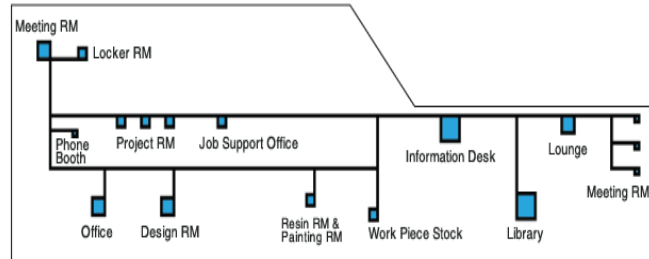 Meeting RM
Locker RM
Phone
Booth
Project RM
Job Support Office
Information Desk
Lounge
Meeting RM
Office
Design RM
Resin RM &
Painting RM
Work Piece Stock
Library